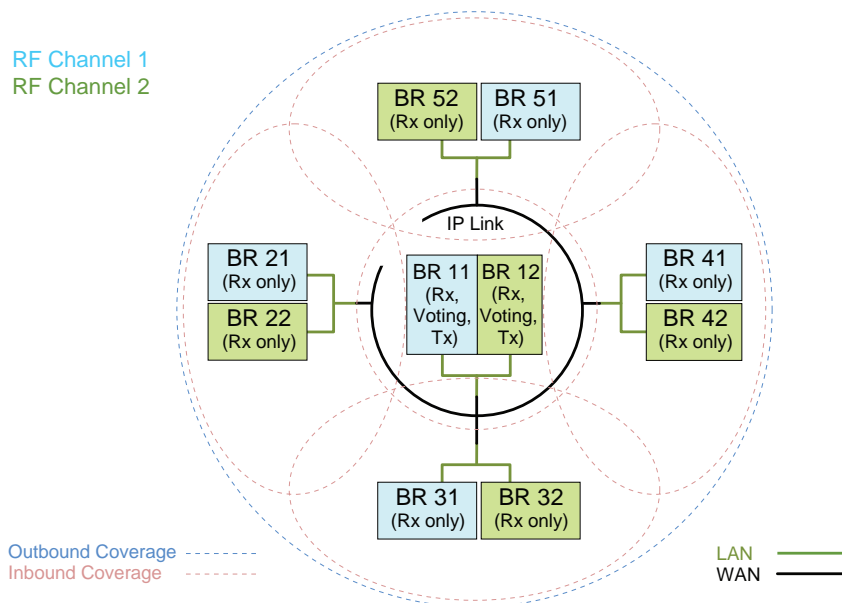 RF Channel 1
RF Channel 2
BR 52
(Rx only)
BR 51
(Rx only)
IP Link
BR 21
(Rx only)
BR 22
(Rx only)
BR 11
(Rx,
Voting,
Tx)
BR 12
(Rx,
Voting,
Tx)
BR 41
(Rx only)
BR 42
(Rx only)
BR 31
(Rx only)
BR 32
(Rx only)
Outbound Coverage
Inbound Coverage
LAN
WAN